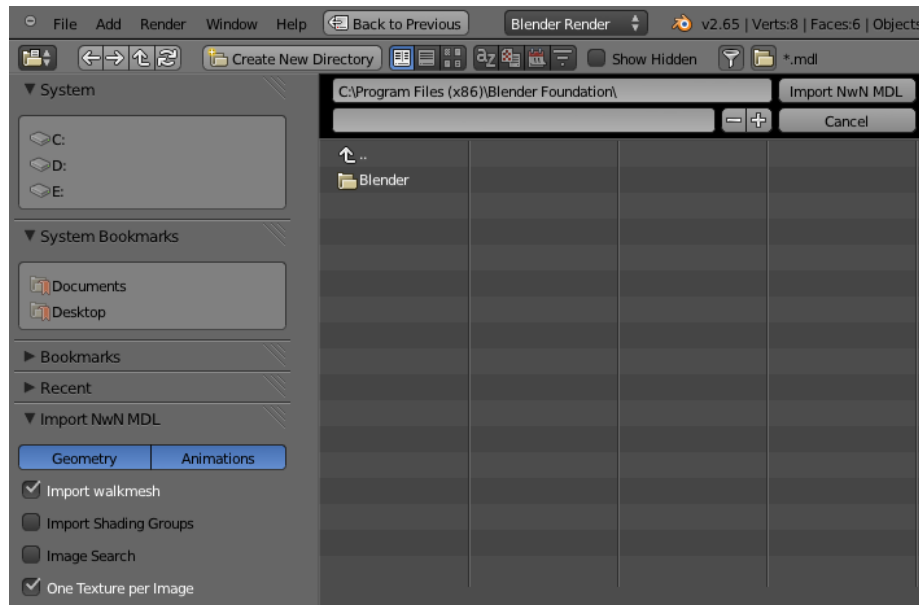 File Add Render Window Help Back to Previous Blender Render v2.65 | Verts:8 | Faces:6 | Objects
Create New Directory Show Hidden *.mdl
System
C:\Program Files (x86)\Blender Foundation\ Import NwN MDL
Cancel
C:
D:
E:
..
Blender
System Bookmarks
Documents
Desktop
Bookmarks
Recent
Import NwN MDL
Geometry Animations
Import walkmesh
Import Shading Groups
Image Search
One Texture per Image